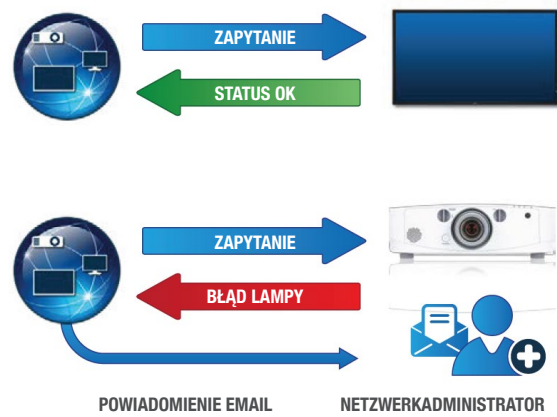 ZAPYTANIE
STATUS OK
ZAPYTANIE
BŁĄD LAMPY
POWIADOMIENIE EMAIL
NETZWERKADMINISTRATOR